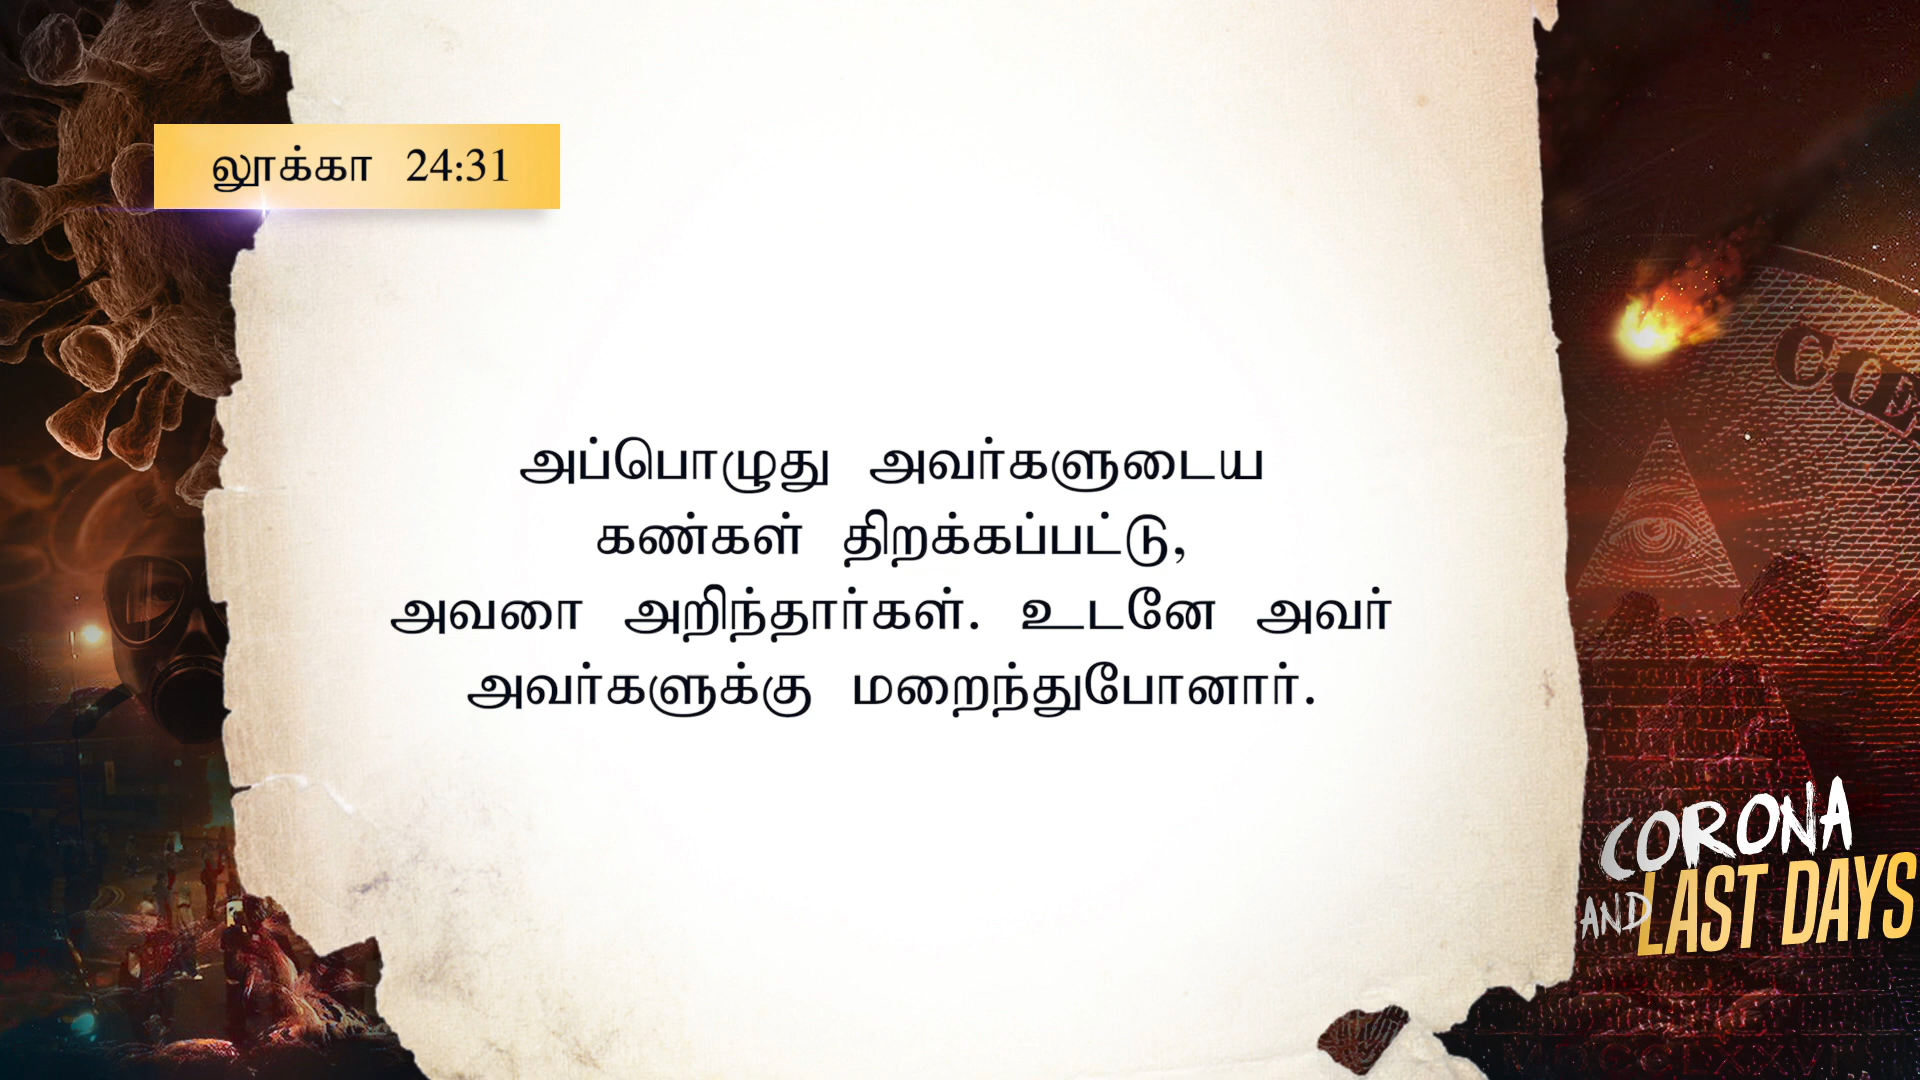 லூக்கா 24:31
அப்பொழுது அவர்களுடைய
கண்கள் திறக்கப்பட்டு,
அவரை அறிந்தார்கள். உடனே அவர்
அவர்களுக்கு மறைந்துபோனார்.
CORONA
AND LAST DAYS